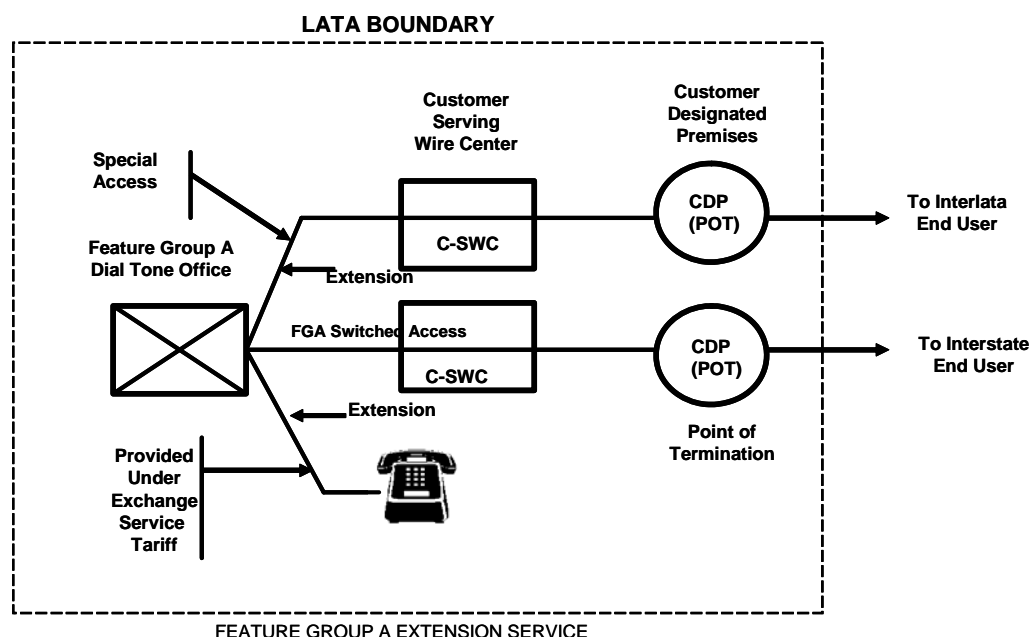 LATA BOUNDARY
Customer
Serving
Wire Center
Customer
Designated
Premises
Special
Access
CDP
(POT)
To Interlata
End User
C-SWC
Feature Group A
Dial Tone Office
Extension
FGA Switched Access
C-SWC
CDP
(POT)
To Interstate
End User
Extension
Point of
Termination
Provided
Under
Exchange
Service
Tariff
FEATURE GROUP A EXTENSION SERVICE